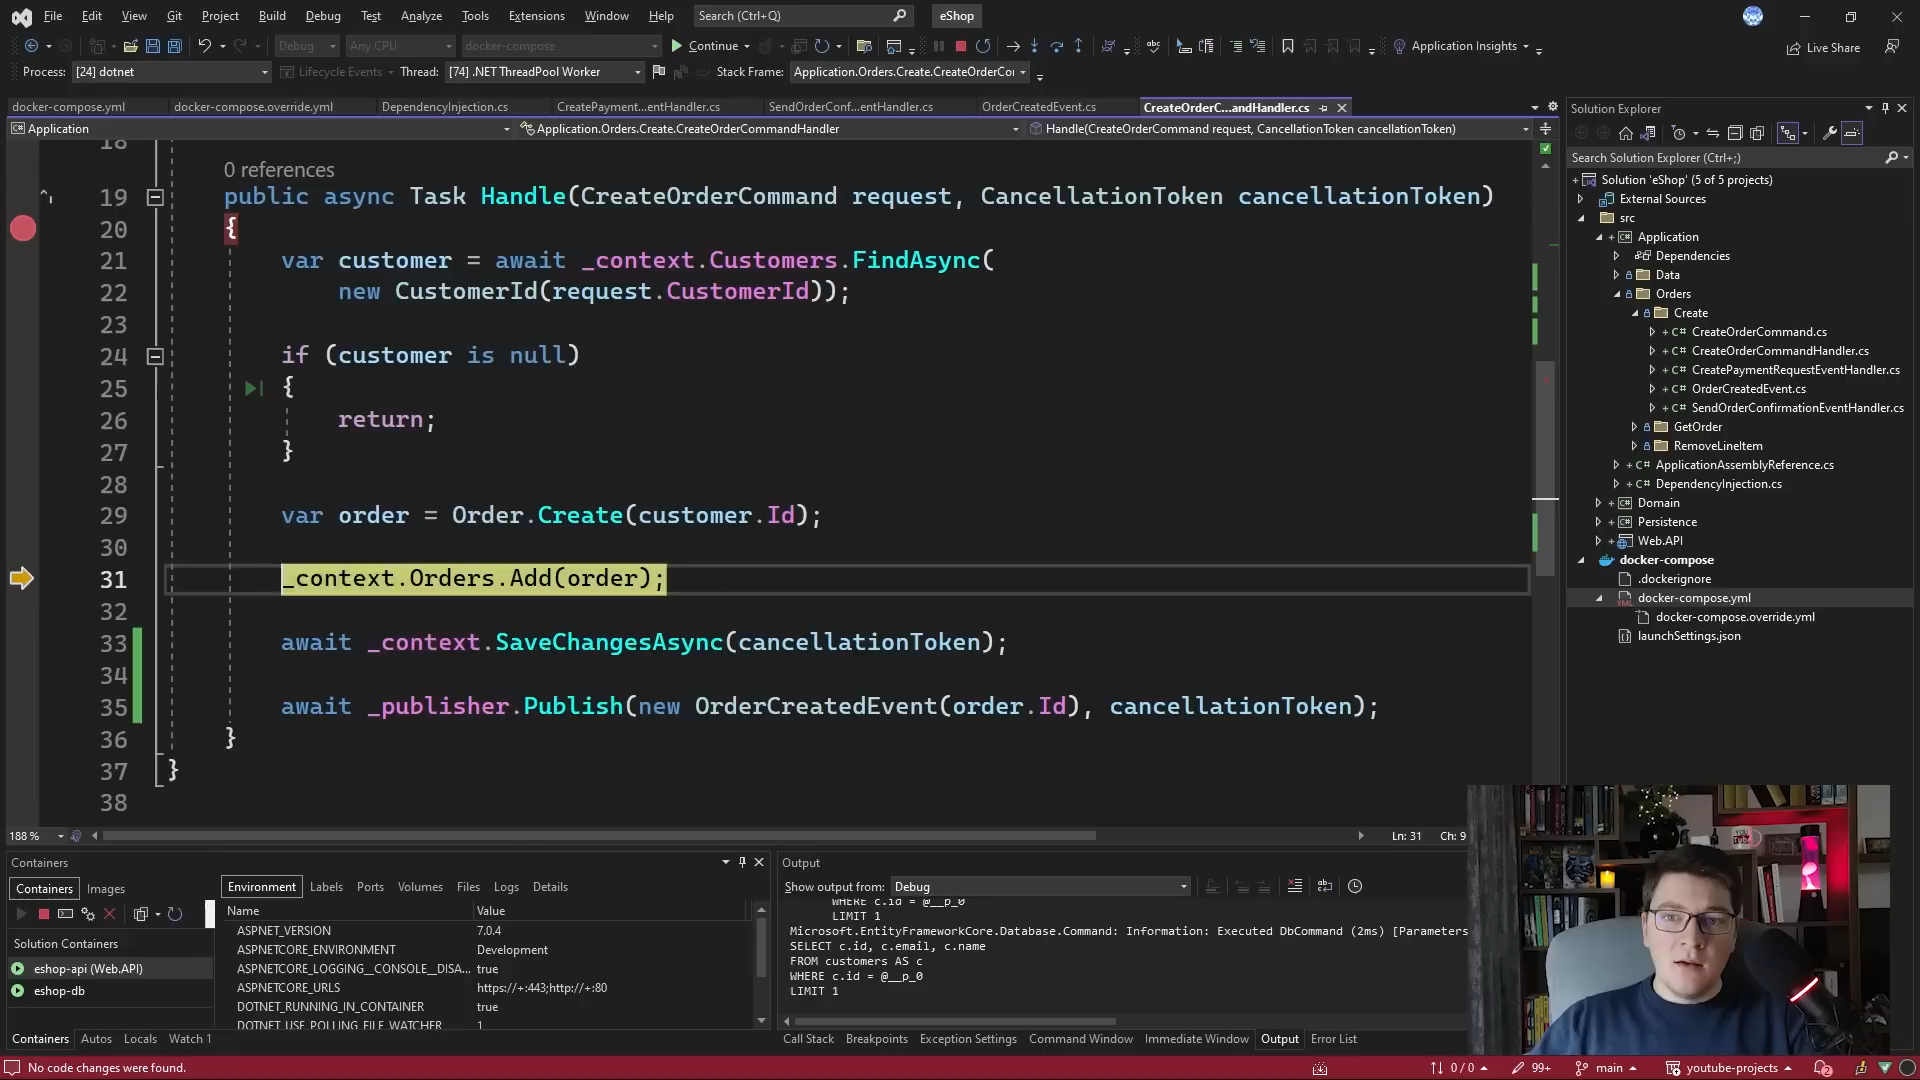 File Edit View Git Project Build Debug Test Analyze Tools Extensions Window Help Search (Ctrl+Q) eShop
Debug Any CPU docker-compose Continue Application Insights Live Share
Process: [24] dotnet Lifecycle Events Thread: [74] .NET ThreadPool Worker Stack Frame: Application.Orders.Create.CreateOrderCo
docker-compose.yml docker-compose.override.yml DependencyInjection.cs CreatePayment...entHandler.cs SendOrderConf...entHandler.cs OrderCreatedEvent.cs CreateOrderC...andHandler.cs
Application Application.Orders.Create.CreateOrderCommandHandler Handle(CreateOrderCommand request, CancellationToken cancellationToken)
18
0 references
19 public async Task Handle(CreateOrderCommand request, CancellationToken cancellationToken)
20 {
21 var customer = await _context.Customers.FindAsync(
22 new CustomerId(request.CustomerId));
23
24 if (customer is null)
25 {
26 return;
27 }
28
29 var order = Order.Create(customer.Id);
30
31 _context.Orders.Add(order);
32
33 await _context.SaveChangesAsync(cancellationToken);
34
35 await _publisher.Publish(new OrderCreatedEvent(order.Id), cancellationToken);
36 }
37 }
38
188 % Ln: 31 Ch: 9
Solution Explorer
Search Solution Explorer (Ctrl+;)
Solution 'eShop' (5 of 5 projects)
External Sources
src
Application
Dependencies
Data
Orders
Create
CreateOrderCommand.cs
CreateOrderCommandHandler.cs
CreatePaymentRequestEventHandler.cs
OrderCreatedEvent.cs
SendOrderConfirmationEventHandler.cs
GetOrder
RemoveLineItem
ApplicationAssemblyReference.cs
DependencyInjection.cs
Domain
Persistence
Web.API
docker-compose
.dockerignore
docker-compose.yml
docker-compose.override.yml
launchSettings.json
Containers
Containers Images
Solution Containers
eshop-api (Web.API)
eshop-db
Environment Labels Ports Volumes Files Logs Details
Name Value
ASPNET_VERSION 7.0.4
ASPNETCORE_ENVIRONMENT Development
ASPNETCORE_LOGGING__CONSOLE__DISA... true
ASPNETCORE_URLS https://+:443;http://+:80
DOTNET_RUNNING_IN_CONTAINER true
DOTNET_USE_POLLING_FILE_WATCHER 1
Containers Autos Locals Watch 1
Output
Show output from: Debug
WHERE c.id = @__p_0
LIMIT 1
Microsoft.EntityFrameworkCore.Database.Command: Information: Executed DbCommand (2ms) [Parameters
SELECT c.id, c.email, c.name
FROM customers AS c
WHERE c.id = @__p_0
LIMIT 1
Call Stack Breakpoints Exception Settings Command Window Immediate Window Output Error List
No code changes were found. 0 / 0 99+ main youtube-projects 2